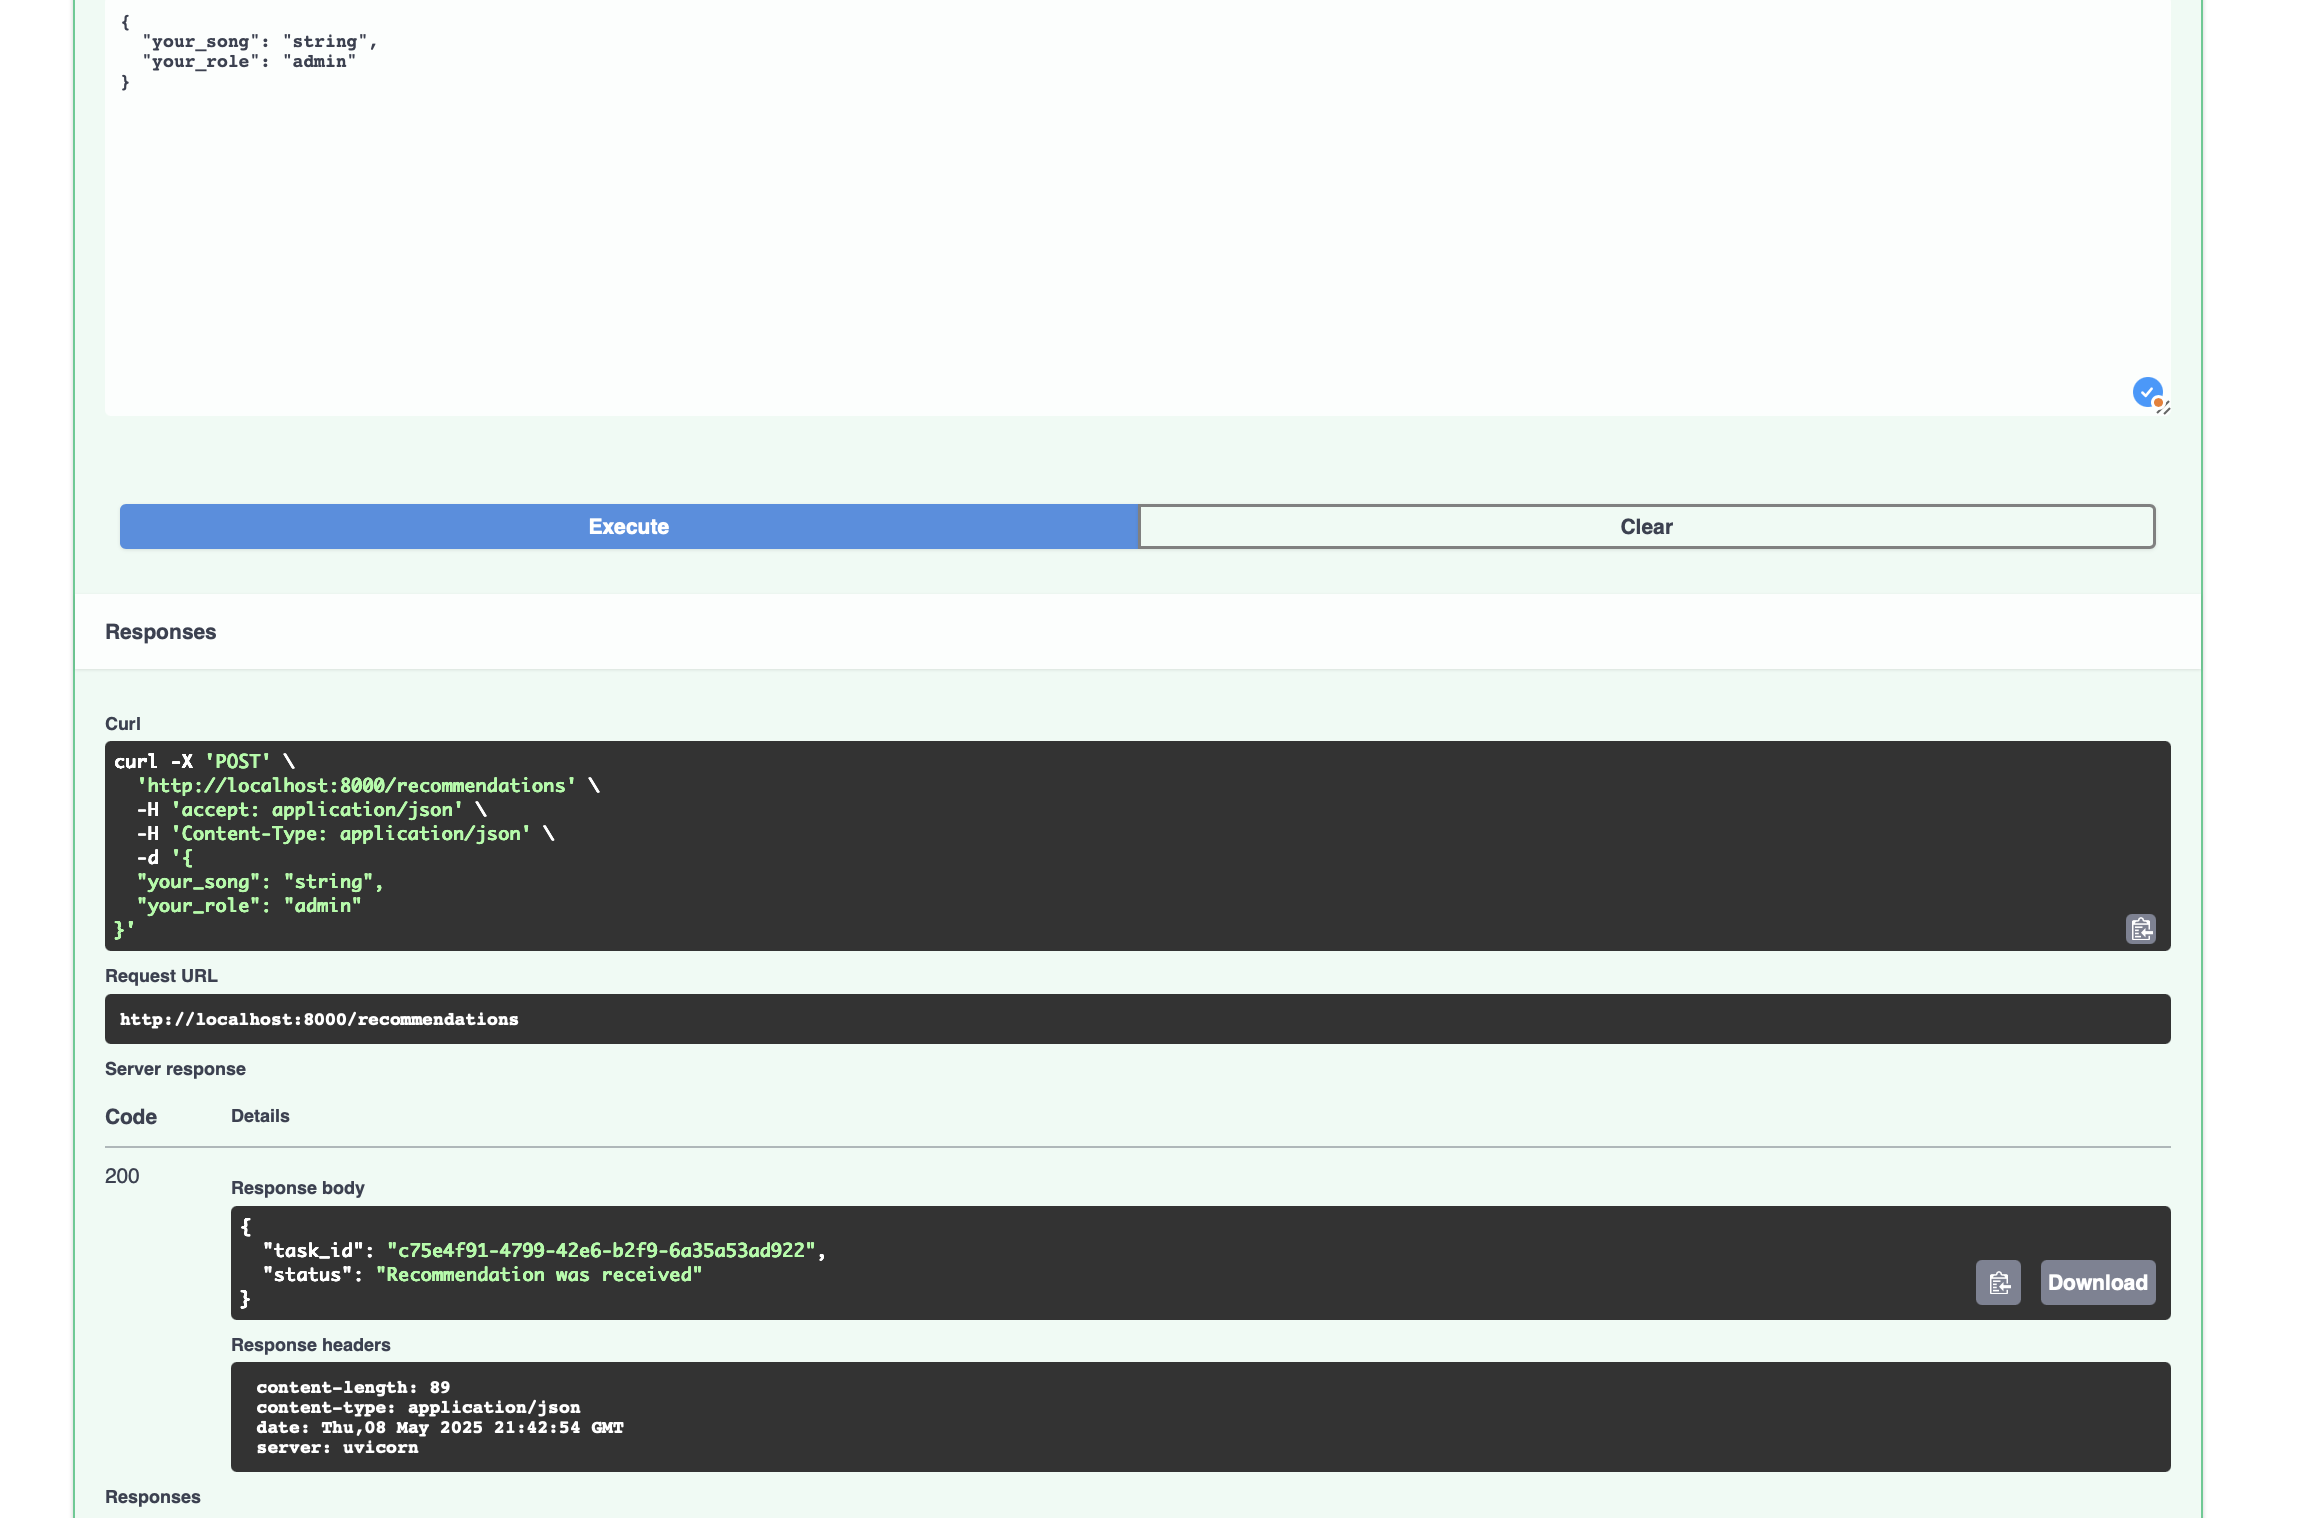 {
  "your_song": "string",
  "your_role": "admin"
}
Execute
Clear
Responses
Curl
curl -X 'POST' \
  'http://localhost:8000/recommendations' \
  -H 'accept: application/json' \
  -H 'Content-Type: application/json' \
  -d '{
  "your_song": "string",
  "your_role": "admin"
}'
Request URL
http://localhost:8000/recommendations
Server response
Code Details
200
Response body
{
  "task_id": "c75e4f91-4799-42e6-b2f9-6a35a53ad922",
  "status": "Recommendation was received"
}
Download
Response headers
content-length: 89
content-type: application/json
date: Thu,08 May 2025 21:42:54 GMT
server: uvicorn
Responses